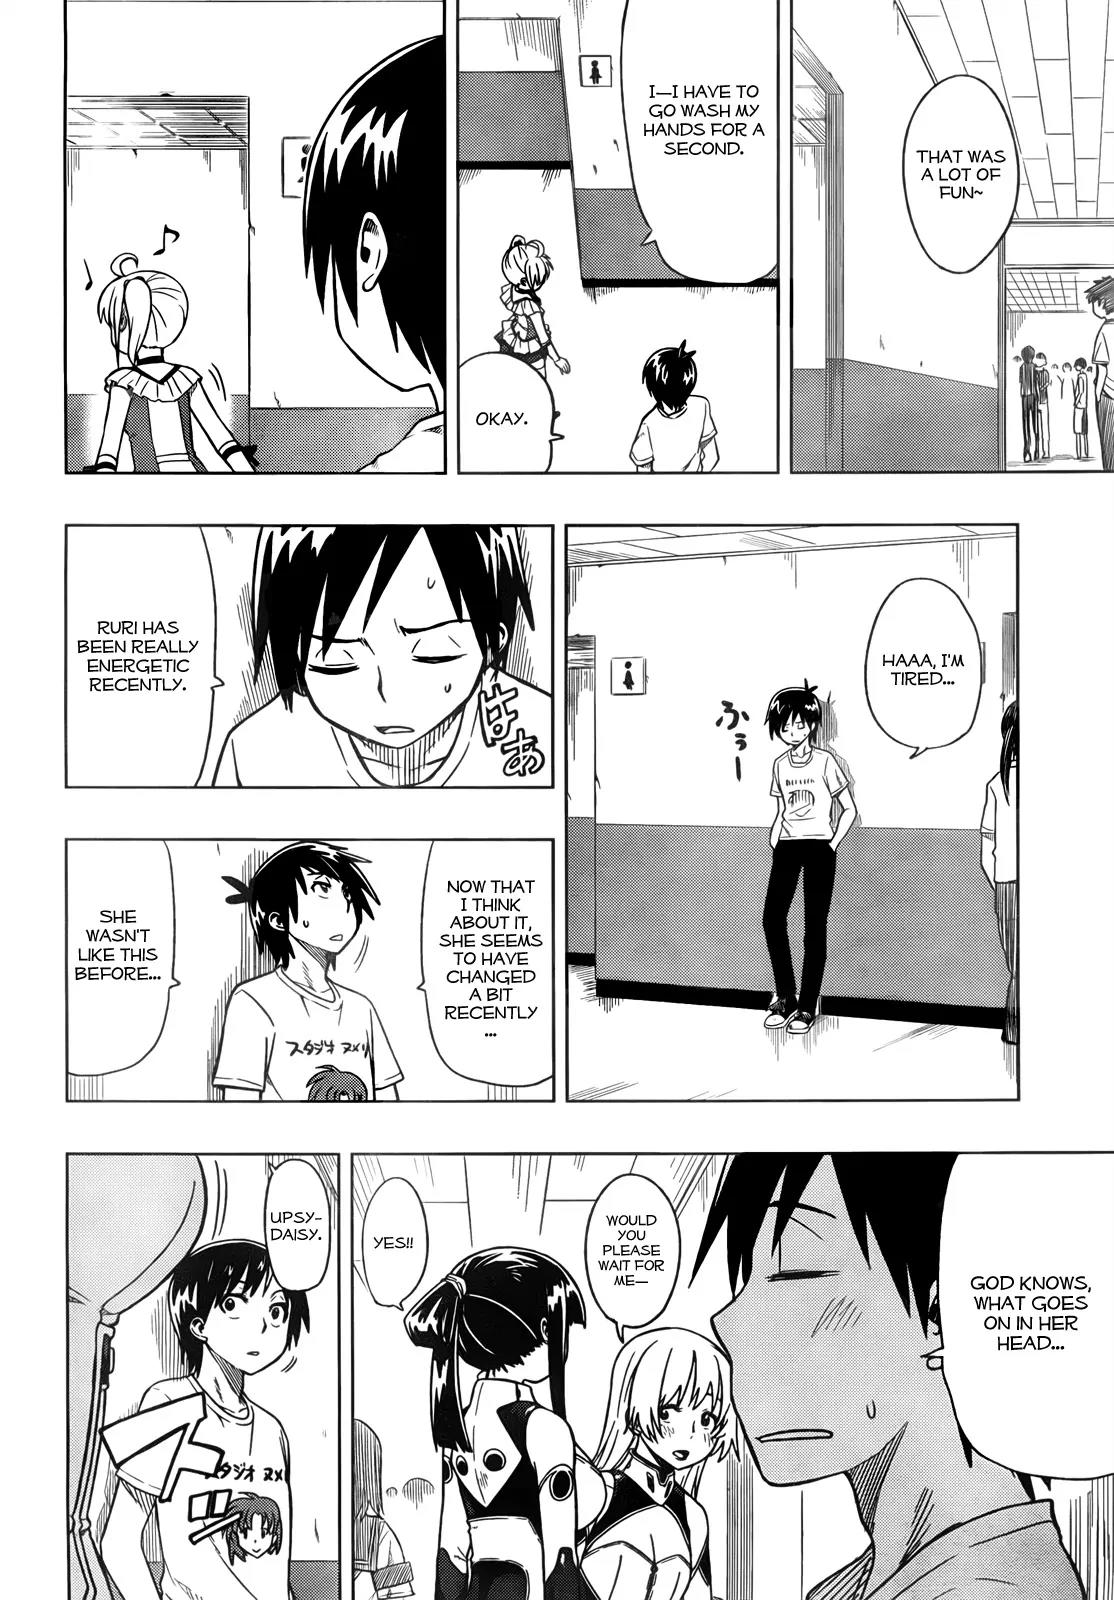 THAT WAS
A LOT OF
FUN~
I—I HAVE TO
GO WASH MY
HANDS FOR A
SECOND.
OKAY.
HAAA, I'M
TIRED...
ふぅー
RURI HAS
BEEN REALLY
ENERGETIC
RECENTLY.
はぁ
NOW THAT
I THINK
ABOUT IT,
SHE SEEMS
TO HAVE
CHANGED
A BIT
RECENTLY
...
SHE
WASN'T
LIKE THIS
BEFORE...
スタジオ ヌメリ
GOD KNOWS,
WHAT GOES
ON IN HER
HEAD...
WOULD
YOU
PLEASE
WAIT FOR
ME—
YES!!
UPSY-
DAISY.
スタジオ ヌメ